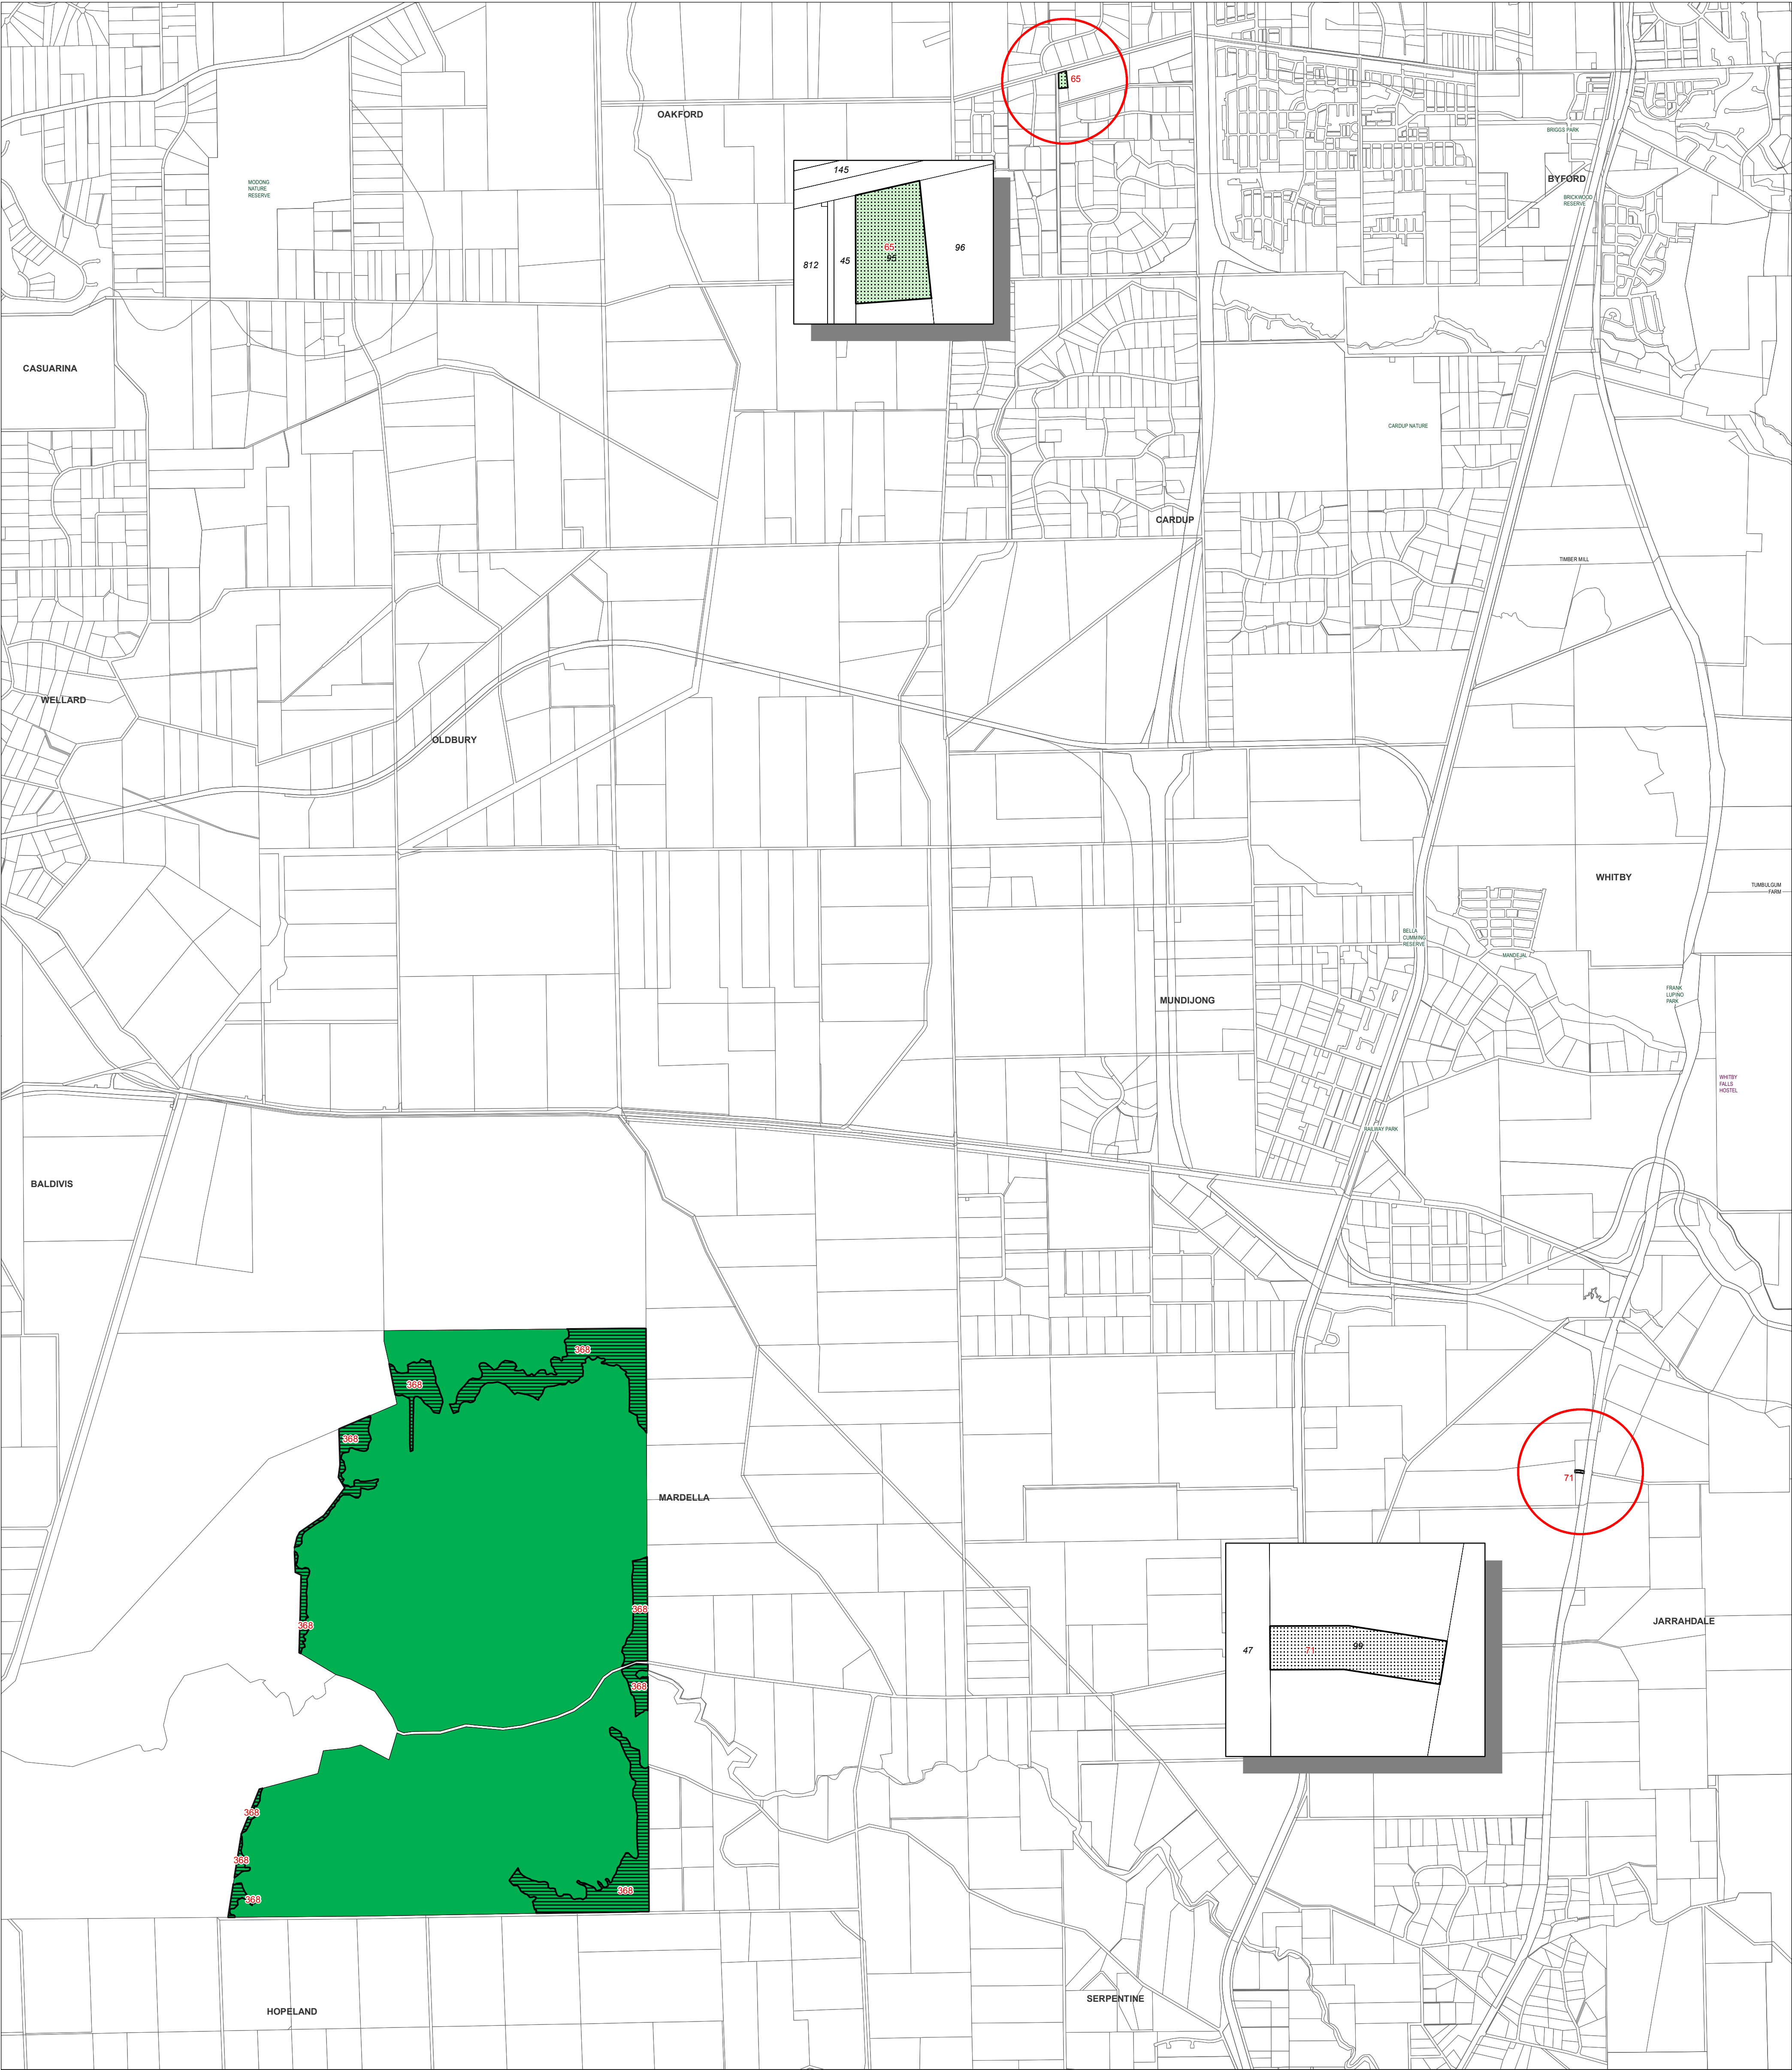 65
OAKFORD
BRIGGS PARK
145
BYFORD
MODONG
NATURE
RESERVE
BRICKWOOD
RESERVE
65
95
96
812
45
CASUARINA
CARDUP NATURE
CARDUP
TIMBER MILL
WELLARD
OLDBURY
WHITBY
TUMBULGUM
FARM
BELLA
CUMMING
RESERVE
MANDEJAL
FRANK
LUPINO
PARK
MUNDIJONG
WHITBY
FALLS
HOSTEL
RAILWAY PARK
BALDIVIS
368
368
368
71
MARDELLA
368
368
JARRAHDALE
47
71
99
368
368
368
368
368
SERPENTINE
HOPELAND